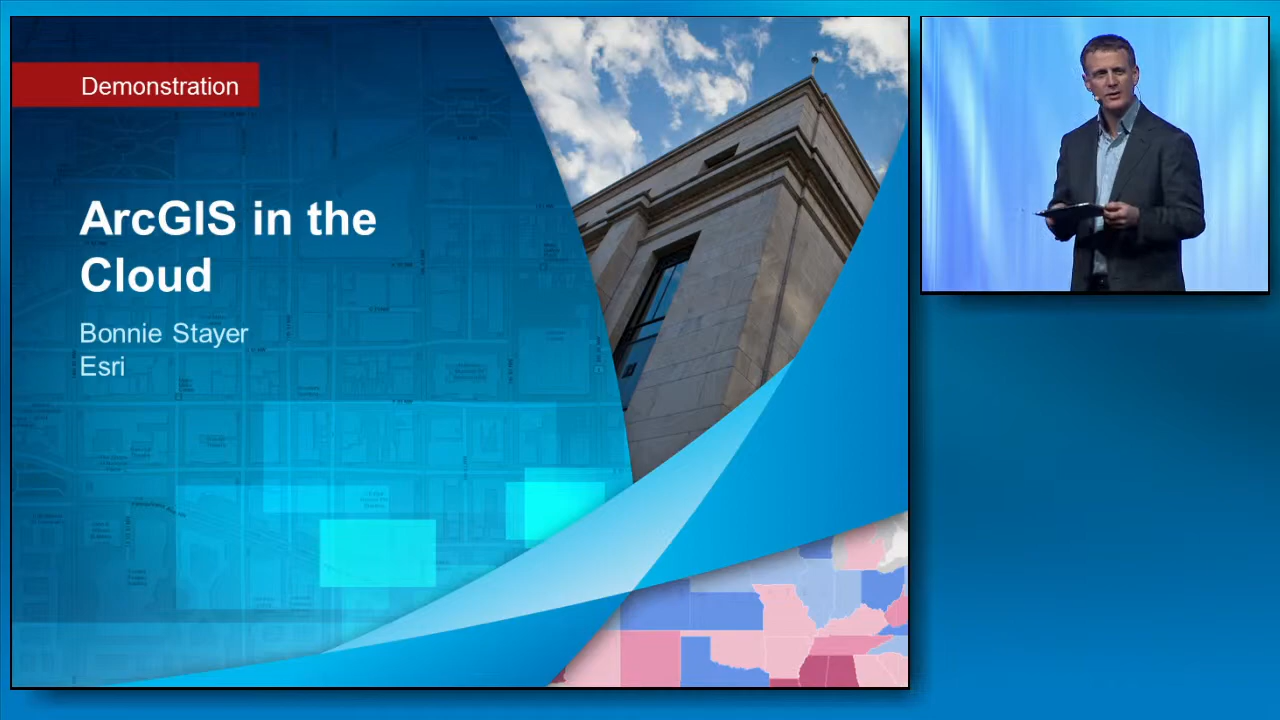 Demonstration
ArcGIS in the
Cloud
Bonnie Stayer
Esri